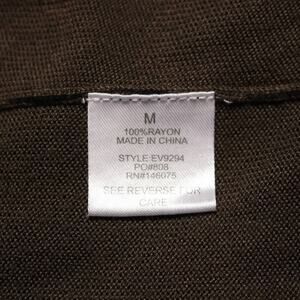 M
100%RAYON
MADE IN CHINA
STYLE:EV9294
PO#808
RN#146075
SEE REVERSE FOR
CARE